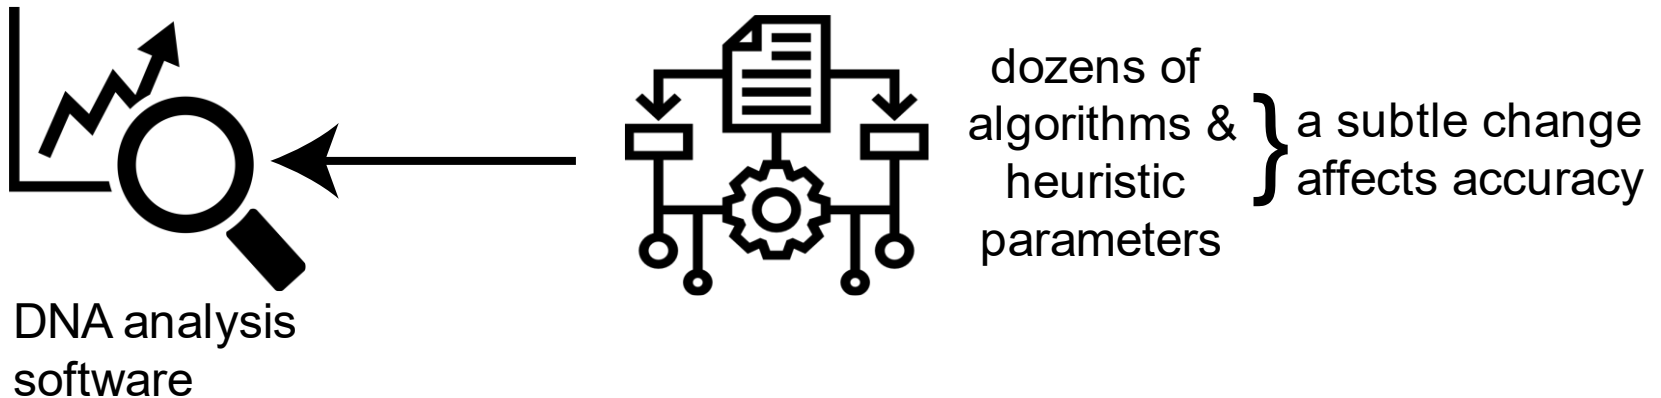 dozens of
algorithms &
heuristic
parameters
} a subtle change
affects accuracy
DNA analysis
software